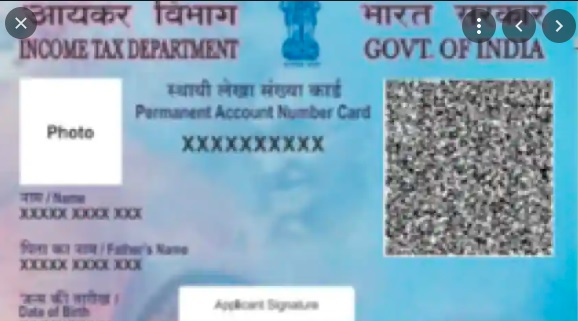 आयकर विभाग
भारत सरकार
INCOME TAX DEPARTMENT
GOVT. OF INDIA
स्थायी लेखा संख्या कार्ड
Permanent Account Number Card
XXXXXXXXXX
Photo
नाम / Name
XXXXX XXXX XXX
पिता का नाम / Father's Name
XXXXX XXXX XXX
जन्म की तारीख /
Date of Birth
Applicant Signature